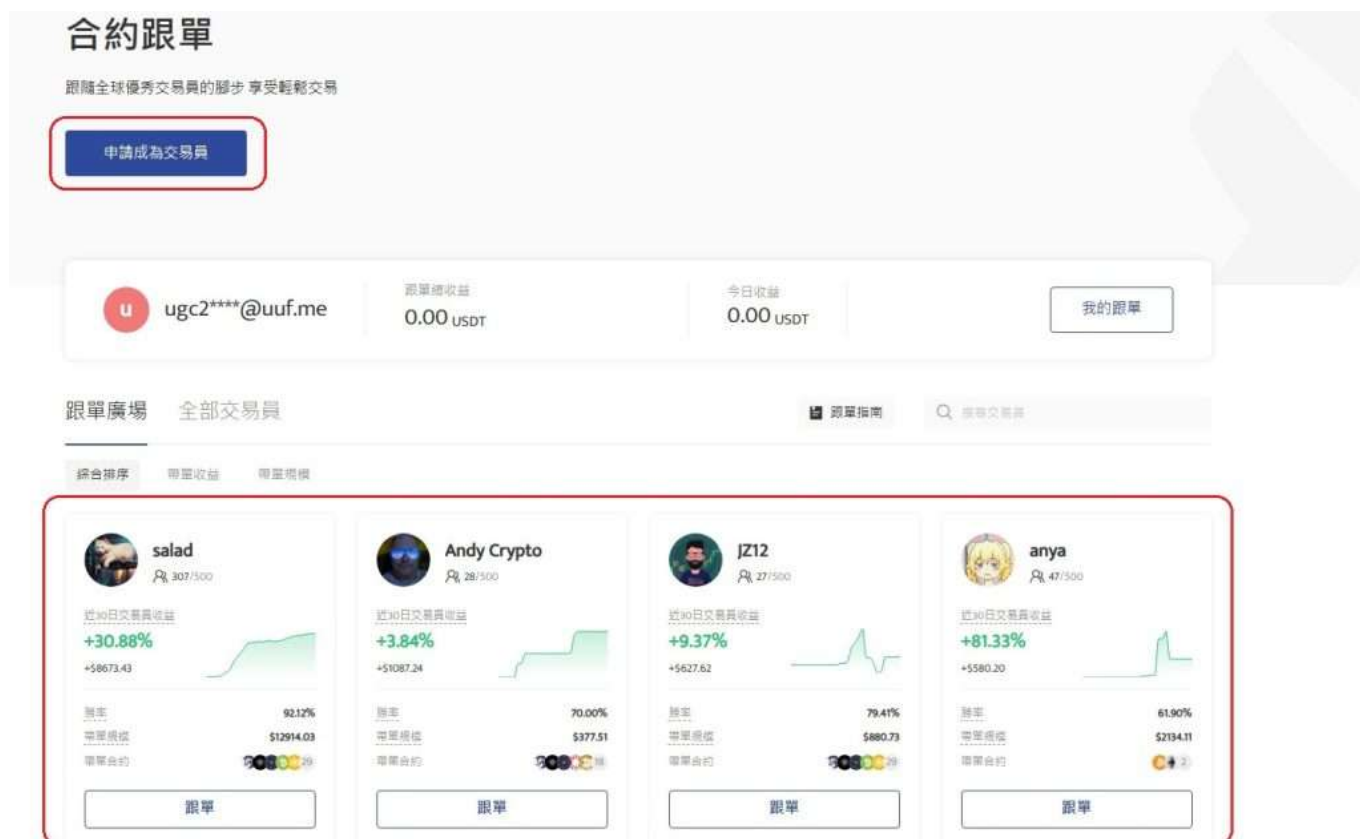 合約跟單
跟隨全球優秀交易員的腳步 享受輕鬆交易
申請成為交易員
u
ugc2****@uuf.me
跟單總收益
0.00 USDT
今日收益
0.00 USDT
我的跟單
跟單廣場 全部交易員
跟單指南
搜尋交易員
綜合排序 帶單收益 帶單規模
salad
307/500
近30日交易員收益
+30.88%
+$8673.43
勝率 92.12%
帶單規模 $12914.03
帶單合約 29
跟單
Andy Crypto
28/500
近30日交易員收益
+3.84%
+$1087.24
勝率 70.00%
帶單規模 $377.51
帶單合約 18
跟單
JZ12
27/500
近30日交易員收益
+9.37%
+$627.62
勝率 79.41%
帶單規模 $880.73
帶單合約 29
跟單
anya
47/500
近30日交易員收益
+81.33%
+$580.20
勝率 61.90%
帶單規模 $2134.11
帶單合約 2
跟單